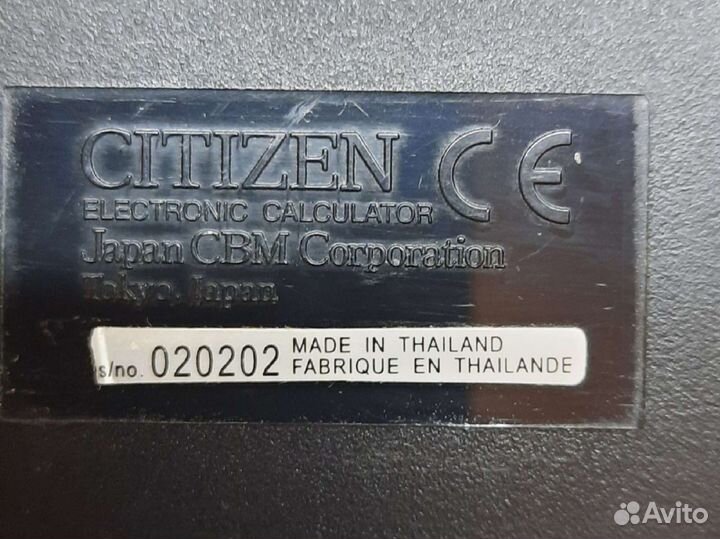 CITIZEN CE
ELECTRONIC CALCULATOR
Japan CBM Corporation
Tokyo, Japan
s/no. 020202 MADE IN THAILAND
FABRIQUE EN THAILANDE
Avito